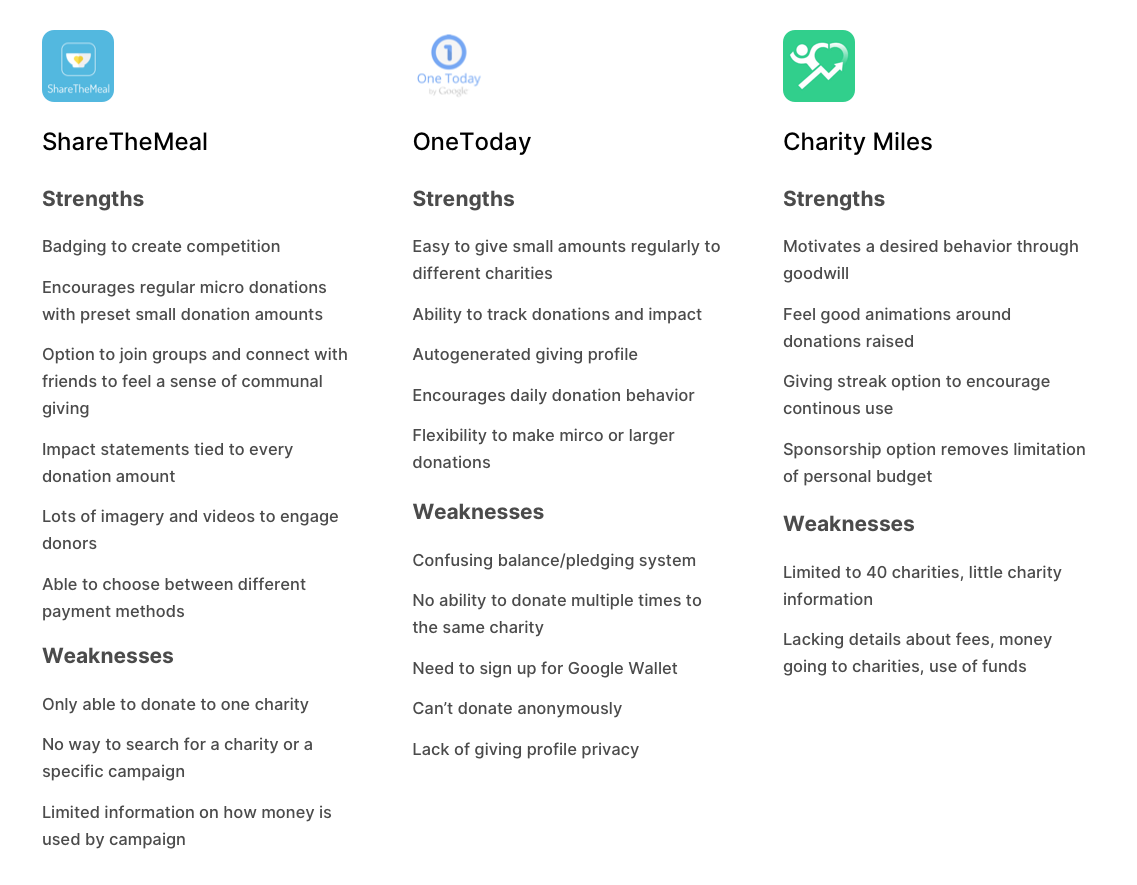 ShareTheMeal
ShareTheMeal
Strengths
Badging to create competition
Encourages regular micro donations
with preset small donation amounts
Option to join groups and connect with
friends to feel a sense of communal
giving
Impact statements tied to every
donation amount
Lots of imagery and videos to engage
donors
Able to choose between different
payment methods
Weaknesses
Only able to donate to one charity
No way to search for a charity or a
specific campaign
Limited information on how money is
used by campaign
1
One Today
by Google
OneToday
Strengths
Easy to give small amounts regularly to
different charities
Ability to track donations and impact
Autogenerated giving profile
Encourages daily donation behavior
Flexibility to make mirco or larger
donations
Weaknesses
Confusing balance/pledging system
No ability to donate multiple times to
the same charity
Need to sign up for Google Wallet
Can’t donate anonymously
Lack of giving profile privacy
Charity Miles
Strengths
Motivates a desired behavior through
goodwill
Feel good animations around
donations raised
Giving streak option to encourage
continous use
Sponsorship option removes limitation
of personal budget
Weaknesses
Limited to 40 charities, little charity
information
Lacking details about fees, money
going to charities, use of funds